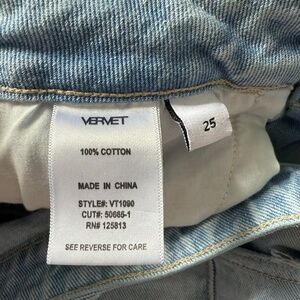 VERVET
25
100% COTTON
MADE IN CHINA
STYLE#: VT1090
CUT#: 50665-1
RN# 125813
SEE REVERSE FOR CARE